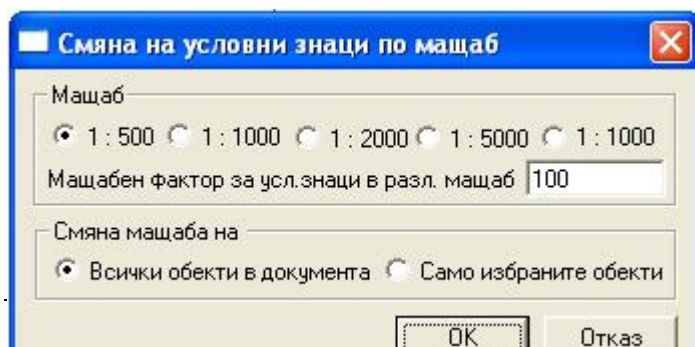 Смяна на условни знаци по мащаб
Мащаб
1 : 500 1 : 1000 1 : 2000 1 : 5000 1 : 1000
Мащабен фактор за усл.знаци в разл. мащаб 100
Смяна мащаба на
Всички обекти в документа Само избраните обекти
OK Отказ